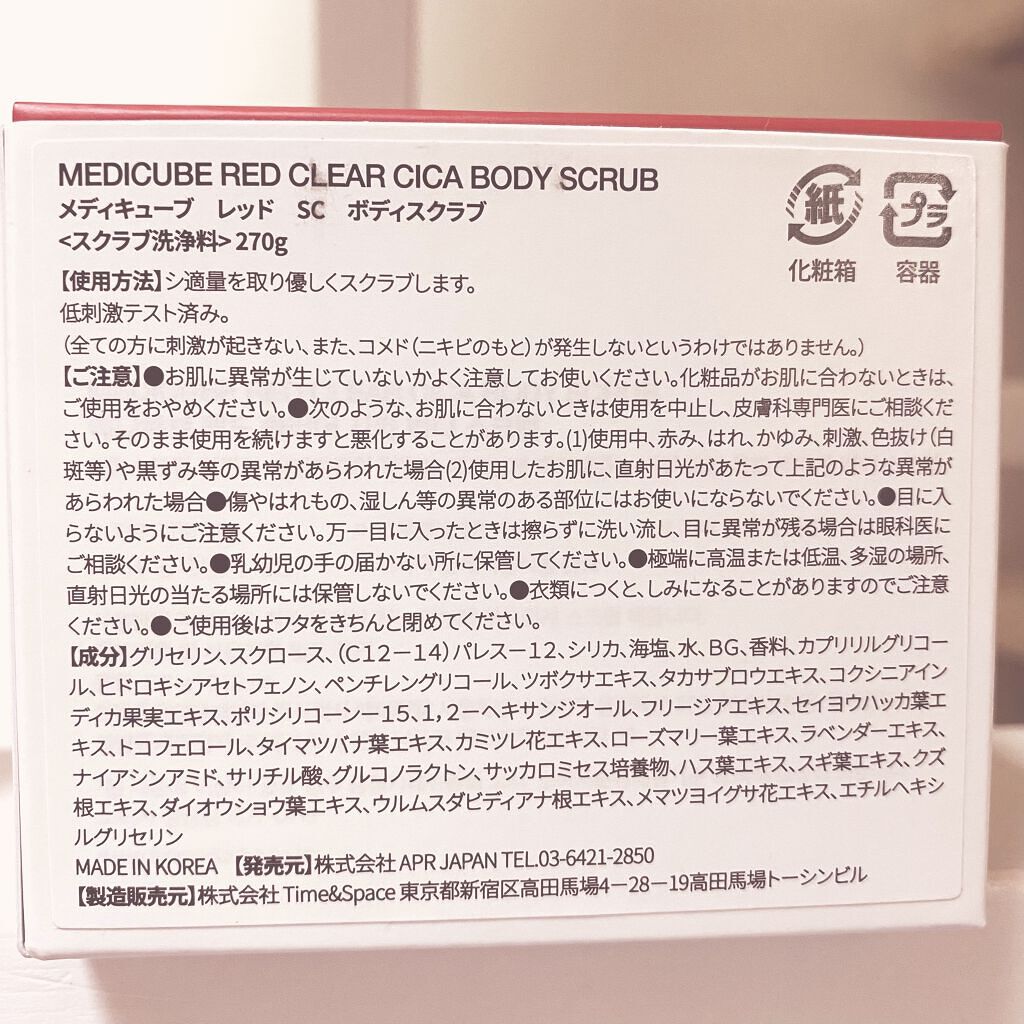 MEDICUBE RED CLEAR CICA BODY SCRUB
メディキューブ レッド SC ボディスクラブ
<スクラブ洗浄料> 270g
紙
プラ
化粧箱
容器
【使用方法】シ適量を取り優しくスクラブします。
低刺激テスト済み。
(全ての方に刺激が起きない、また、コメド(ニキビのもと)が発生しないというわけではありません。)
【ご注意】●お肌に異常が生じていないかよく注意してお使いください。化粧品がお肌に合わないときは、
ご使用をおやめください。●次のような、お肌に合わないときは使用を中止し、皮膚科専門医にご相談くだ
さい。そのまま使用を続けますと悪化することがあります。(1)使用中、赤み、はれ、かゆみ、刺激、色抜け(白
斑等)や黒ずみ等の異常があらわれた場合(2)使用したお肌に、直射日光があたって上記のような異常が
あらわれた場合●傷やはれもの、湿しん等の異常のある部位にはお使いにならないでください。●目に入
らないようにご注意ください。万一目に入ったときは擦らずに洗い流し、目に異常が残る場合は眼科医に
ご相談ください。●乳幼児の手の届かない所に保管してください。●極端に高温または低温、多湿の場所、
直射日光の当たる場所には保管しないでください。●衣類につくと、しみになることがありますのでご注意
ください。●ご使用後はフタをきちんと閉めてください。
【成分】グリセリン、スクロース、(C12-14)パレス-12、シリカ、海塩、水、BG、香料、カプリリルグリコー
ル、ヒドロキシアセトフェノン、ペンチレングリコール、ツボクサエキス、タカサブロウエキス、コクシニアイン
ディカ果実エキス、ポリシリコーン-15、1,2-ヘキサンジオール、フリージアエキス、セイヨウハッカ葉エ
キス、トコフェロール、タイマツバナ葉エキス、カミツレ花エキス、ローズマリー葉エキス、ラベンダーエキス、
ナイアシンアミド、サリチル酸、グルコノラクトン、サッカロミセス培養物、ハス葉エキス、スギ葉エキス、クズ
根エキス、ダイオウショウ葉エキス、ウルムスダビディアナ根エキス、メマツヨイグサ花エキス、エチルヘキシ
ルグリセリン
MADE IN KOREA 【発売元】株式会社 APR JAPAN TEL.03-6421-2850
【製造販売元】株式会社 Time&Space 東京都新宿区高田馬場4-28-19高田馬場トーシンビル